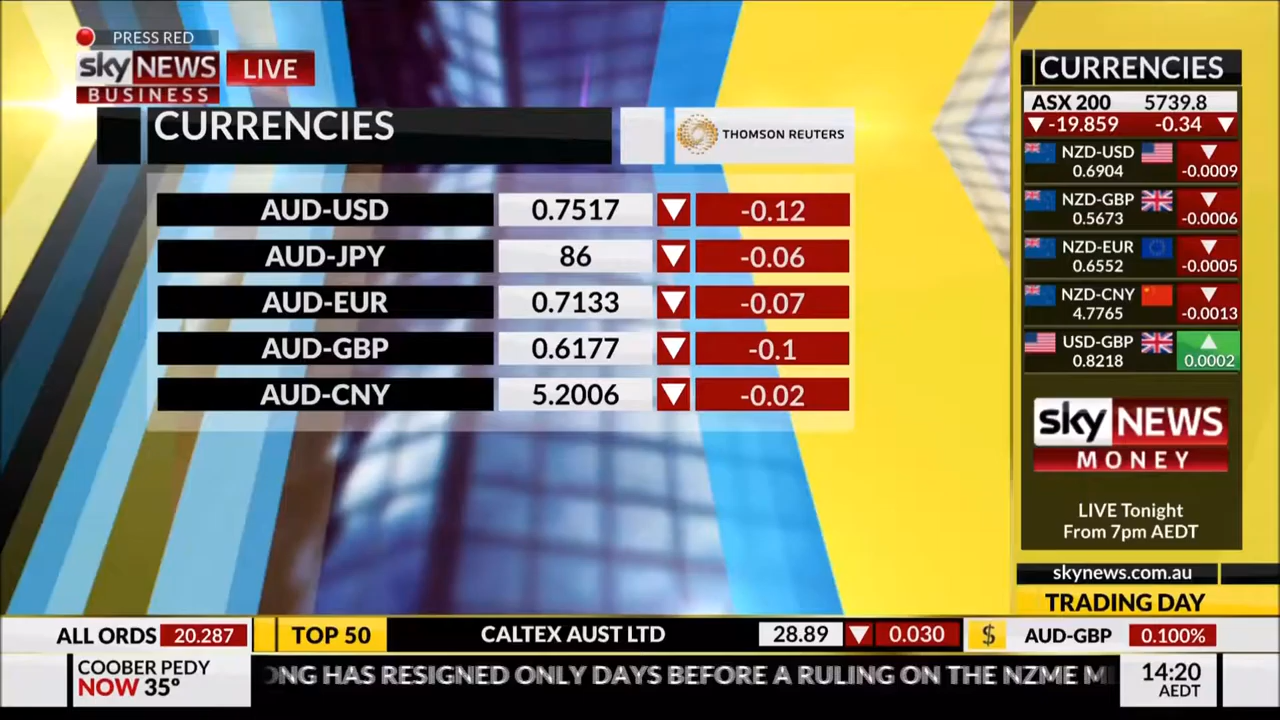 PRESS RED
sky NEWS
BUSINESS
LIVE
CURRENCIES
THOMSON REUTERS
AUD-USD 0.7517 -0.12
AUD-JPY 86 -0.06
AUD-EUR 0.7133 -0.07
AUD-GBP 0.6177 -0.1
AUD-CNY 5.2006 -0.02
CURRENCIES
ASX 200 5739.8
-19.859 -0.34
NZD-USD
0.6904 -0.0009
NZD-GBP
0.5673 -0.0006
NZD-EUR
0.6552 -0.0005
NZD-CNY
4.7765 -0.0013
USD-GBP
0.8218 0.0002
sky NEWS
MONEY
LIVE Tonight
From 7pm AEDT
skynews.com.au
TRADING DAY
ALL ORDS 20.287 TOP 50 CALTEX AUST LTD 28.89 0.030 $ AUD-GBP 0.100%
COOBER PEDY
NOW 35°
HAS RESIGNED ONLY DAYS BEFORE A RULING ON THE NZME
14:20
AEDT